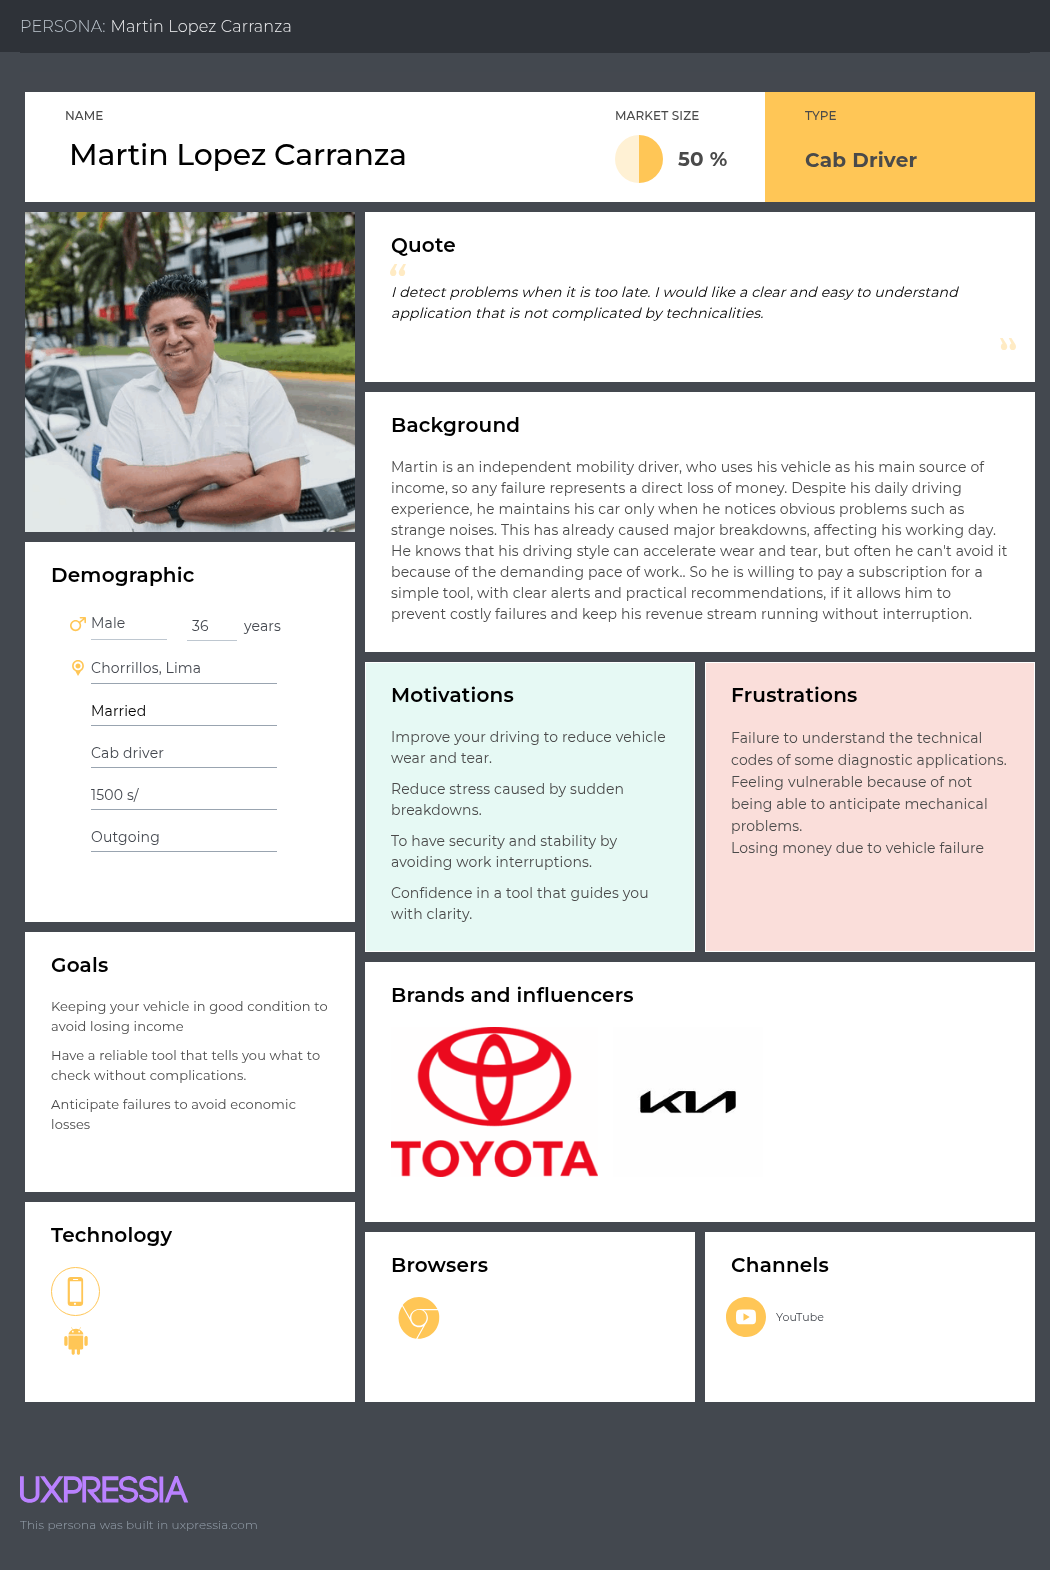 PERSONA: Martin Lopez Carranza
NAME
Martin Lopez Carranza
MARKET SIZE
50 %
TYPE
Cab Driver
Quote
“
I detect problems when it is too late. I would like a clear and easy to understand
application that is not complicated by technicalities.
”
Background
Martin is an independent mobility driver, who uses his vehicle as his main source of
income, so any failure represents a direct loss of money. Despite his daily driving
experience, he maintains his car only when he notices obvious problems such as
strange noises. This has already caused major breakdowns, affecting his working day.
He knows that his driving style can accelerate wear and tear, but often he can't avoid it
because of the demanding pace of work.. So he is willing to pay a subscription for a
simple tool, with clear alerts and practical recommendations, if it allows him to
prevent costly failures and keep his revenue stream running without interruption.
Demographic
Male
36 years
Chorrillos, Lima
Married
Cab driver
1500 s/
Outgoing
Motivations
Improve your driving to reduce vehicle
wear and tear.
Reduce stress caused by sudden
breakdowns.
To have security and stability by
avoiding work interruptions.
Confidence in a tool that guides you
with clarity.
Frustrations
Failure to understand the technical
codes of some diagnostic applications.
Feeling vulnerable because of not
being able to anticipate mechanical
problems.
Losing money due to vehicle failure
Goals
Keeping your vehicle in good condition to
avoid losing income
Have a reliable tool that tells you what to
check without complications.
Anticipate failures to avoid economic
losses
Brands and influencers
TOYOTA
KIA
Technology
Browsers
Channels
YouTube
UXPRESSIA
This persona was built in uxpressia.com